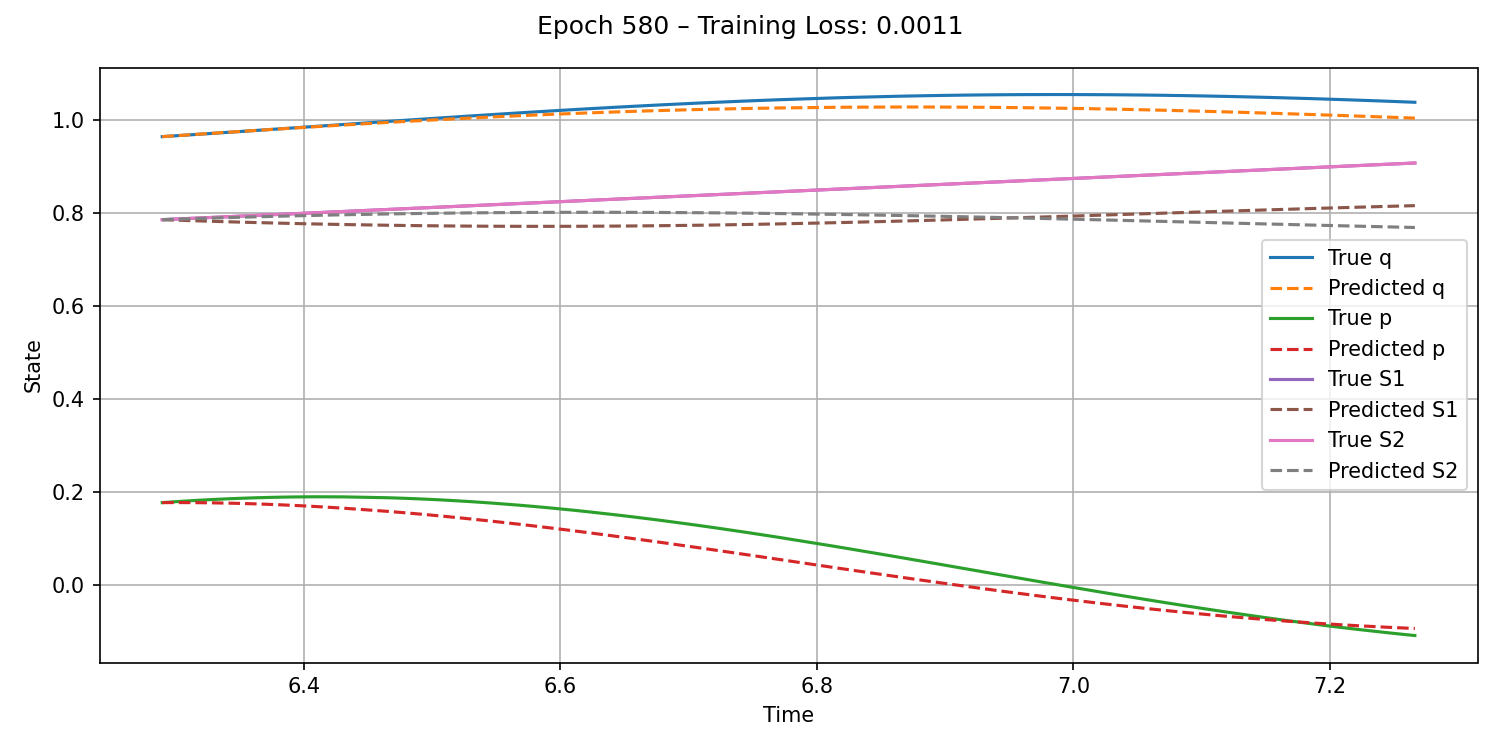 Epoch 580 – Training Loss: 0.0011
1.0
0.8
0.6
0.4
0.2
0.0
State
True q
Predicted q
True p
Predicted p
True S1
Predicted S1
True S2
Predicted S2
6.4 6.6 6.8 7.0 7.2
Time